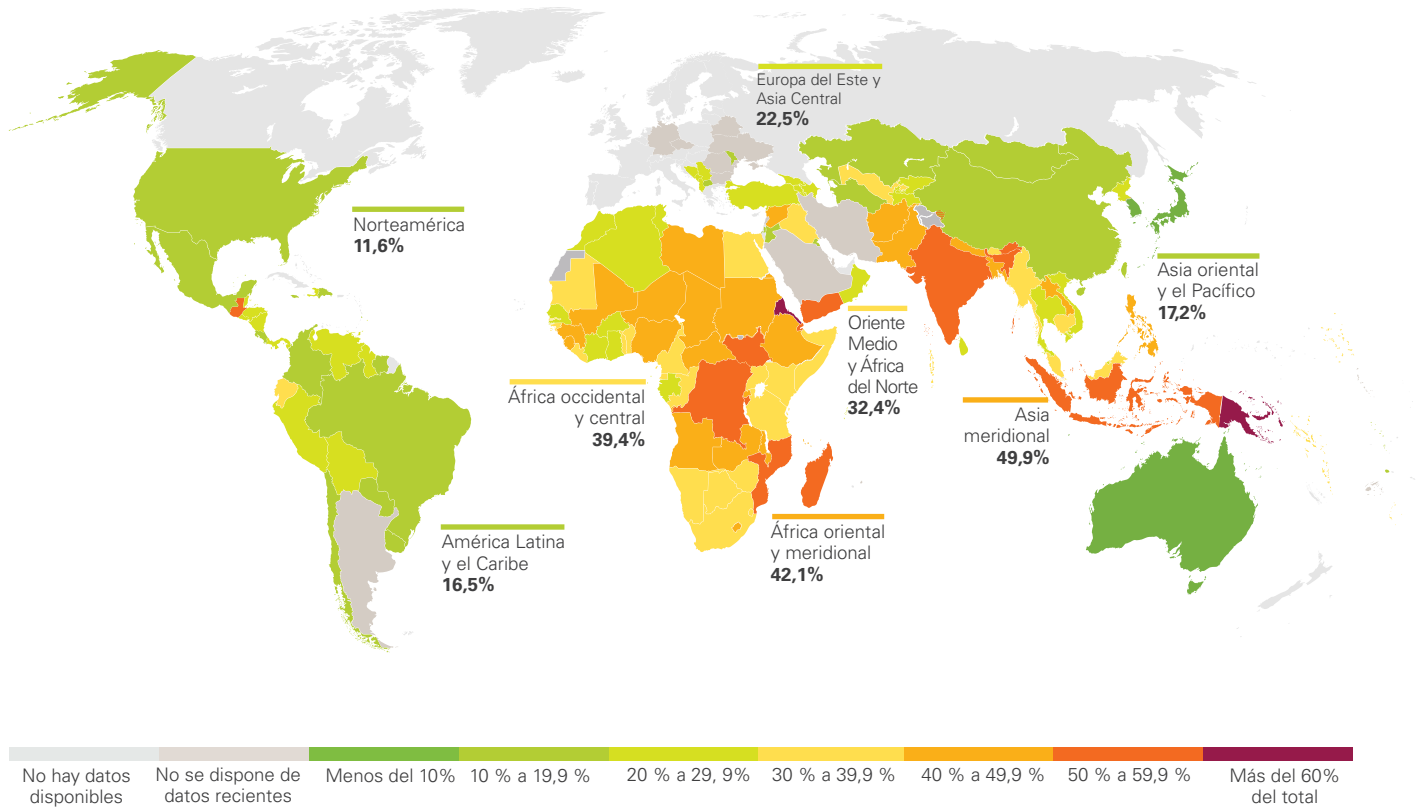 Europa del Este y
Asia Central
22,5%
Norteamérica
11,6%
Asia oriental
y el Pacífico
17,2%
Oriente
Medio
y África
del Norte
32,4%
África occidental
y central
39,4%
Asia
meridional
49,9%
América Latina
y el Caribe
16,5%
África oriental
y meridional
42,1%
No hay datos
disponibles
No se dispone de
datos recientes
Menos del 10%
10 % a 19,9 %
20 % a 29, 9%
30 % a 39,9 %
40 % a 49,9 %
50 % a 59,9 %
Más del 60%
del total